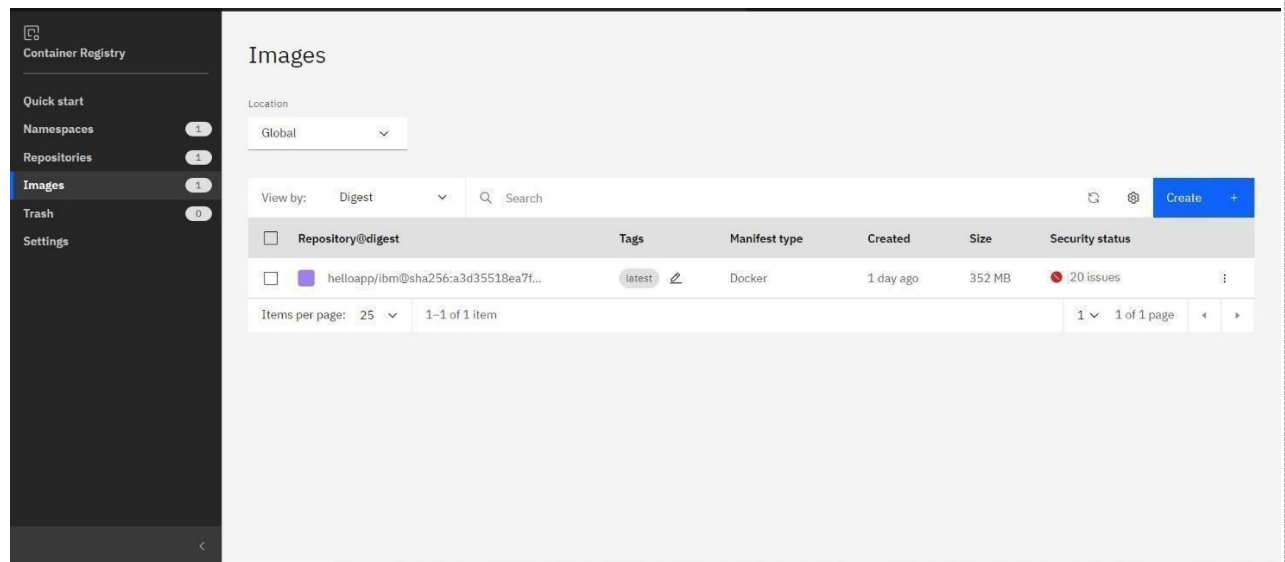 Container Registry
Quick start
Namespaces 1
Repositories 1
Images 1
Trash 0
Settings
Images
Location
Global
View by: Digest Search Create +
Repository@digest Tags Manifest type Created Size Security status
helloapp/ibm@sha256:a3d35518ea7f... latest Docker 1 day ago 352 MB 20 issues
Items per page: 25 1–1 of 1 item 1 1 of 1 page